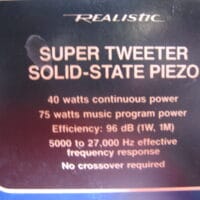 REALISTIC
SUPER TWEETER
SOLID-STATE PIEZO
40 watts continuous power
75 watts music program power
Efficiency: 96 dB (1W, 1M)
5000 to 27,000 Hz effective
frequency response
No crossover required